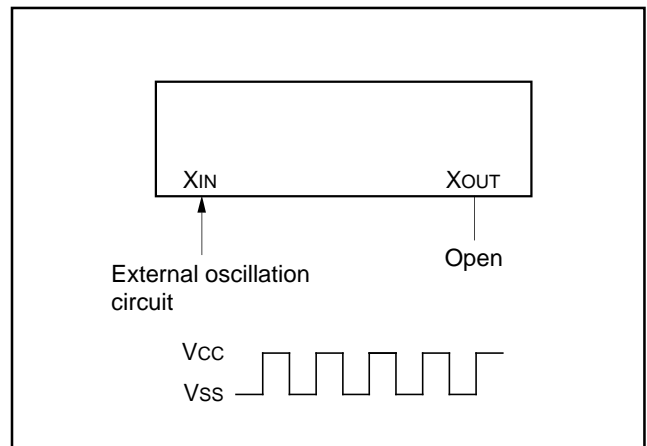 XIN XOUT
External oscillation
circuit
Open
VCC
VSS